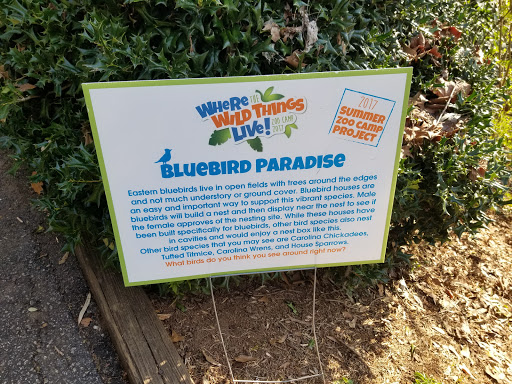 WHERE THE
WILD THINGS
LIVE! ZOO CAMP
2017
2017
SUMMER
ZOO CAMP
PROJECT
BLUEBIRD PARADISE
Eastern bluebirds live in open fields with trees around the edges
and not much understory or ground cover. Bluebird houses are
an easy and important way to support this vibrant species. Male
bluebirds will build a nest and then display near the nest to see if
the female approves of the nesting site. While these houses have
been built specifically for bluebirds, other bird species also nest
in cavities and would enjoy a nest box like this.
Other bird species that you may see are Carolina Chickadees,
Tufted Titmice, Carolina Wrens, and House Sparrows.
What birds do you think you see around right now?